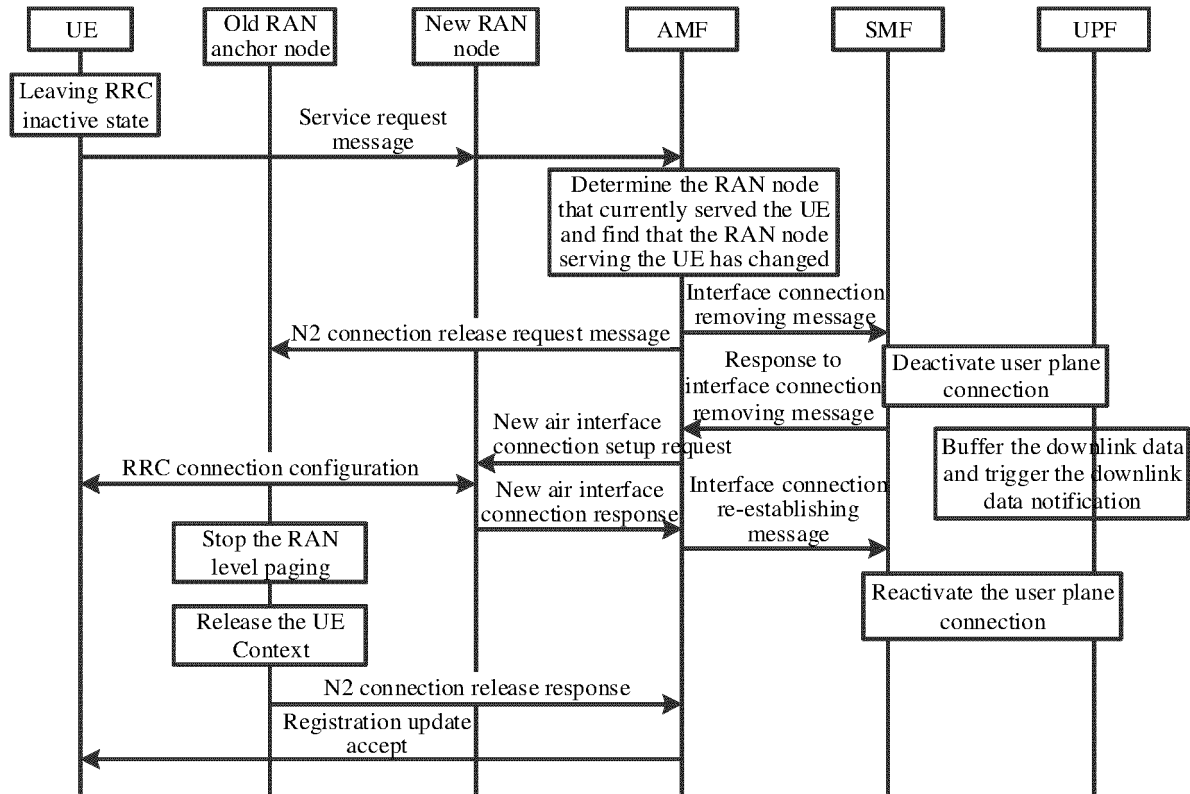 UE
Old RAN
anchor node
New RAN
node
AMF
SMF
UPF
Leaving RRC
inactive state
Service request
message
Determine the RAN node
that currently served the UE
and find that the RAN node
serving the UE has changed
Interface connection
removing message
N2 connection release request message
Deactivate user plane
connection
Response to
interface connection
removing message
New air interface
connection setup request
Buffer the downlink data
and trigger the downlink
data notification
RRC connection configuration
New air interface
connection response
Interface connection
re-establishing
message
Stop the RAN
level paging
Reactivate the user plane
connection
Release the UE
Context
N2 connection release response
Registration update
accept